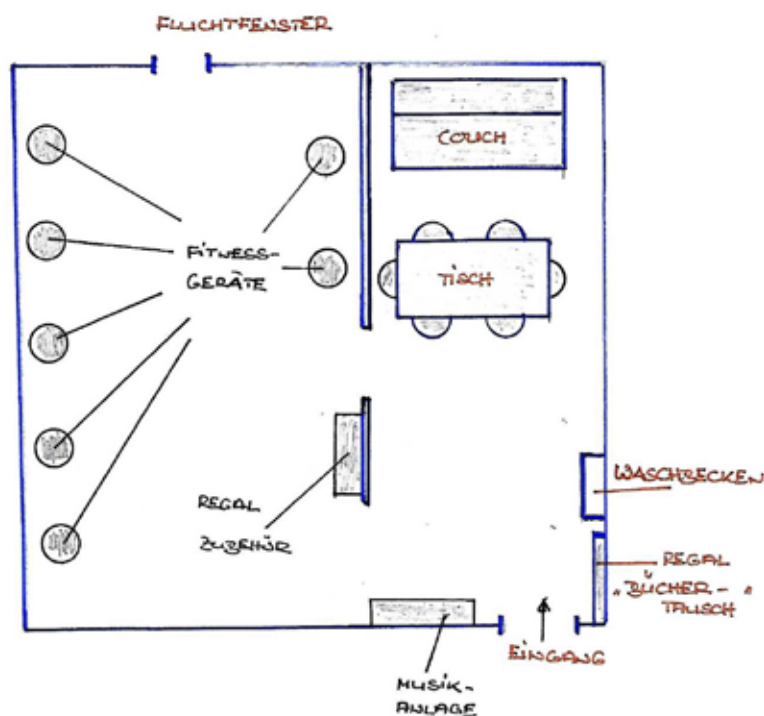 FLUCHTFENSTER
COUCH
FITNESS-
GERÄTE
TISCH
REGAL
ZUBEHÖR
WASCHBECKEN
REGAL
„BÜCHER-"
TAUSCH
EINGANG
MUSIK-
ANLAGE